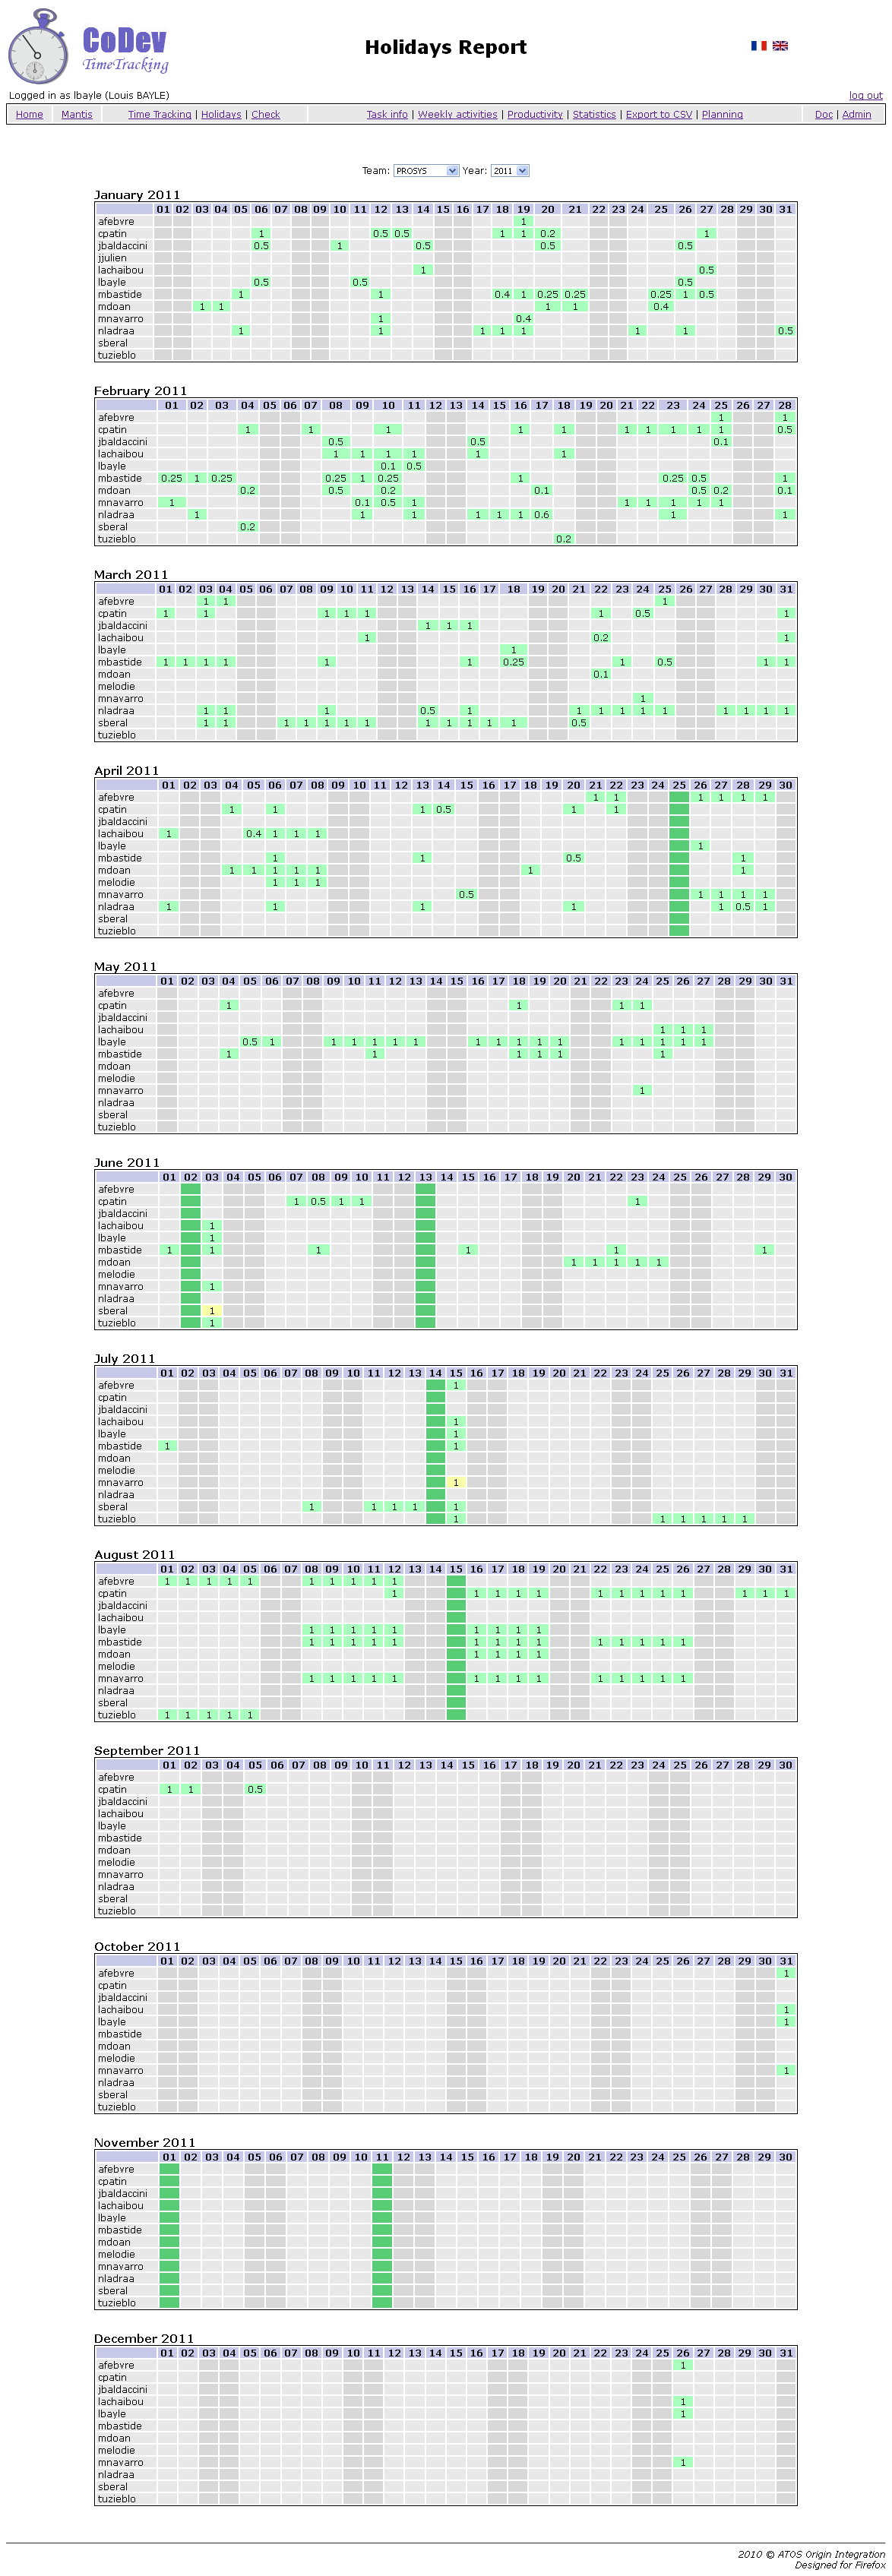 CoDev
TimeTracking
Holidays Report
Logged in as lbayle (Louis BAYLE)
log out
Home Mantis Time Tracking | Holidays | Check Task info | Weekly activities | Productivity | Statistics | Export to CSV | Planning Doc | Admin
Team: PROSYS Year: 2011
January 2011
01 02 03 04 05 06 07 08 09 10 11 12 13 14 15 16 17 18 19 20 21 22 23 24 25 26 27 28 29 30 31
afebvre 1
cpatin 1 0.5 0.5 1 1 0.2 1
jbaldaccini 0.5 1 0.5 0.5 0.5
jjulien
lachaibou 1 0.5
lbayle 0.5 0.5 0.5
mbastide 1 1 0.4 1 0.25 0.25 0.25 1 0.5
mdoan 1 1 1 1 0.4
mnavarro 1 0.4
nladraa 1 1 1 1 1 1 1 0.5
sberal
tuzieblo
February 2011
01 02 03 04 05 06 07 08 09 10 11 12 13 14 15 16 17 18 19 20 21 22 23 24 25 26 27 28
afebvre 1 1
cpatin 1 1 1 1 1 1 1 1 1 1 0.5
jbaldaccini 0.5 0.5 0.1
lachaibou 1 1 1 1 1 1
lbayle 0.1 0.5
mbastide 0.25 1 0.25 0.25 1 0.25 1 0.25 0.5 1
mdoan 0.2 0.5 0.2 0.1 0.5 0.2 0.1
mnavarro 1 0.1 0.5 1 1 1 1 1 1
nladraa 1 1 1 1 1 1 0.6 1 1
sberal 0.2
tuzieblo 0.2
March 2011
01 02 03 04 05 06 07 08 09 10 11 12 13 14 15 16 17 18 19 20 21 22 23 24 25 26 27 28 29 30 31
afebvre 1 1 1
cpatin 1 1 1 1 1 1 0.5 1
jbaldaccini 1 1 1
lachaibou 1 0.2 1
lbayle 1
mbastide 1 1 1 1 1 1 0.25 1 0.5 1 1
mdoan 0.1
melodie
mnavarro 1
nladraa 1 1 1 0.5 1 1 1 1 1 1 1 1 1 1
sberal 1 1 1 1 1 1 1 1 1 1 1 1 0.5
tuzieblo
April 2011
01 02 03 04 05 06 07 08 09 10 11 12 13 14 15 16 17 18 19 20 21 22 23 24 25 26 27 28 29 30
afebvre 1 1 1 1 1 1
cpatin 1 1 1 0.5 1 1
jbaldaccini
lachaibou 1 0.4 1 1 1
lbayle 1
mbastide 1 1 0.5 1
mdoan 1 1 1 1 1 1 1
melodie 1 1 1
mnavarro 0.5 1 1 1 1
nladraa 1 1 1 1 1 0.5 1
sberal
tuzieblo
May 2011
01 02 03 04 05 06 07 08 09 10 11 12 13 14 15 16 17 18 19 20 21 22 23 24 25 26 27 28 29 30 31
afebvre
cpatin 1 1 1 1
jbaldaccini
lachaibou 1 1 1
lbayle 0.5 1 1 1 1 1 1 1 1 1 1 1 1 1 1 1 1
mbastide 1 1 1 1 1 1
mdoan
melodie
mnavarro 1
nladraa
sberal
tuzieblo
June 2011
01 02 03 04 05 06 07 08 09 10 11 12 13 14 15 16 17 18 19 20 21 22 23 24 25 26 27 28 29 30
afebvre
cpatin 1 0.5 1 1 1
jbaldaccini
lachaibou 1
lbayle 1
mbastide 1 1 1 1 1 1
mdoan 1 1 1 1 1
melodie
mnavarro 1
nladraa
sberal 1
tuzieblo 1
July 2011
01 02 03 04 05 06 07 08 09 10 11 12 13 14 15 16 17 18 19 20 21 22 23 24 25 26 27 28 29 30 31
afebvre 1
cpatin
jbaldaccini
lachaibou 1
lbayle 1
mbastide 1 1
mdoan
melodie
mnavarro 1
nladraa
sberal 1 1 1 1 1
tuzieblo 1 1 1 1 1 1
August 2011
01 02 03 04 05 06 07 08 09 10 11 12 13 14 15 16 17 18 19 20 21 22 23 24 25 26 27 28 29 30 31
afebvre 1 1 1 1 1 1 1 1 1 1
cpatin 1 1 1 1 1 1 1 1 1 1 1 1 1
jbaldaccini
lachaibou
lbayle 1 1 1 1 1 1 1 1 1
mbastide 1 1 1 1 1 1 1 1 1 1 1 1 1 1
mdoan 1 1 1 1
melodie
mnavarro 1 1 1 1 1 1 1 1 1 1 1 1 1 1
nladraa
sberal
tuzieblo 1 1 1 1 1
September 2011
01 02 03 04 05 06 07 08 09 10 11 12 13 14 15 16 17 18 19 20 21 22 23 24 25 26 27 28 29 30
afebvre
cpatin 1 1 0.5
jbaldaccini
lachaibou
lbayle
mbastide
mdoan
melodie
mnavarro
nladraa
sberal
tuzieblo
October 2011
01 02 03 04 05 06 07 08 09 10 11 12 13 14 15 16 17 18 19 20 21 22 23 24 25 26 27 28 29 30 31
afebvre 1
cpatin
jbaldaccini
lachaibou 1
lbayle 1
mbastide
mdoan
melodie
mnavarro 1
nladraa
sberal
tuzieblo
November 2011
01 02 03 04 05 06 07 08 09 10 11 12 13 14 15 16 17 18 19 20 21 22 23 24 25 26 27 28 29 30
afebvre
cpatin
jbaldaccini
lachaibou
lbayle
mbastide
mdoan
melodie
mnavarro
nladraa
sberal
tuzieblo
December 2011
01 02 03 04 05 06 07 08 09 10 11 12 13 14 15 16 17 18 19 20 21 22 23 24 25 26 27 28 29 30 31
afebvre 1
cpatin
jbaldaccini
lachaibou 1
lbayle 1
mbastide
mdoan
melodie
mnavarro 1
nladraa
sberal
tuzieblo
2010 © ATOS Origin Integration
Designed for Firefox